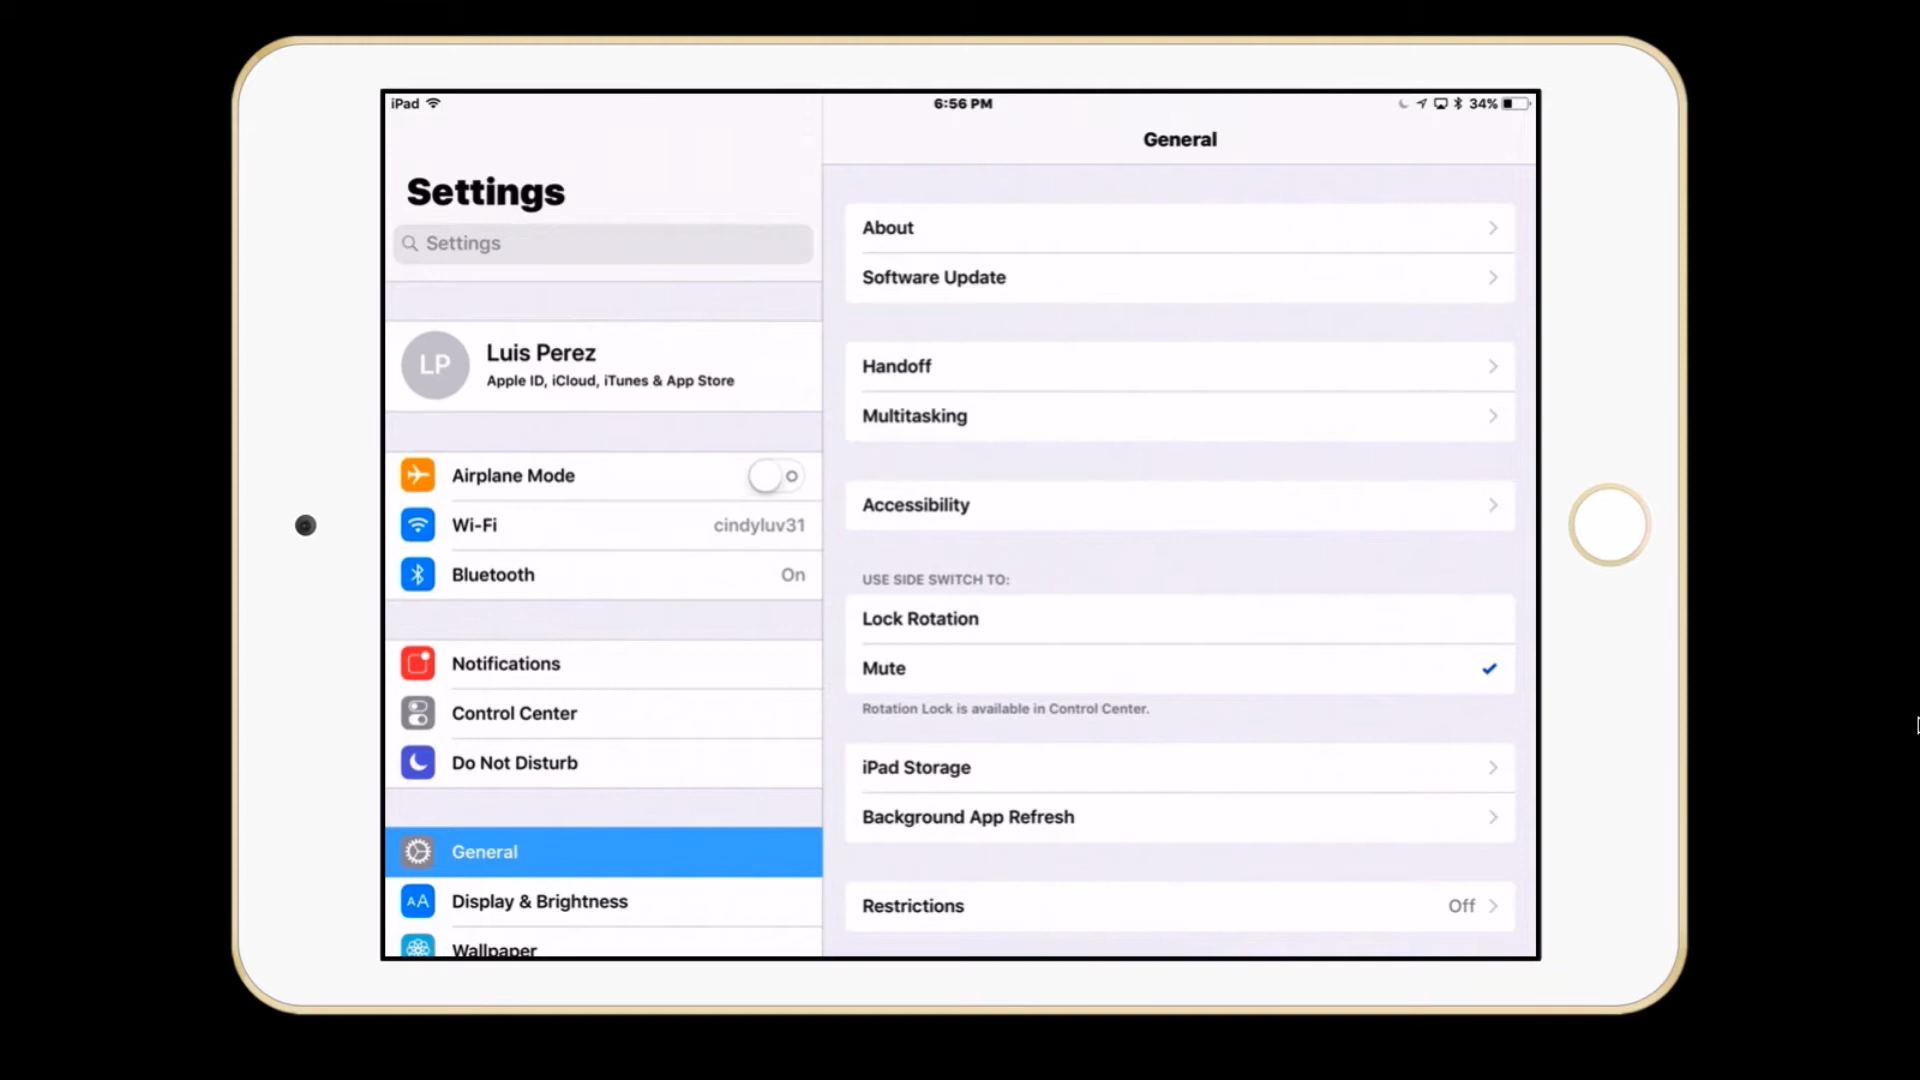 iPad
6:56 PM
34%
Settings
Settings
LP
Luis Perez
Apple ID, iCloud, iTunes & App Store
Airplane Mode
Wi-Fi
cindyluv31
Bluetooth
On
Notifications
Control Center
Do Not Disturb
General
AA
Display & Brightness
Wallpaper
General
About
Software Update
Handoff
Multitasking
Accessibility
USE SIDE SWITCH TO:
Lock Rotation
Mute
Rotation Lock is available in Control Center.
iPad Storage
Background App Refresh
Restrictions
Off